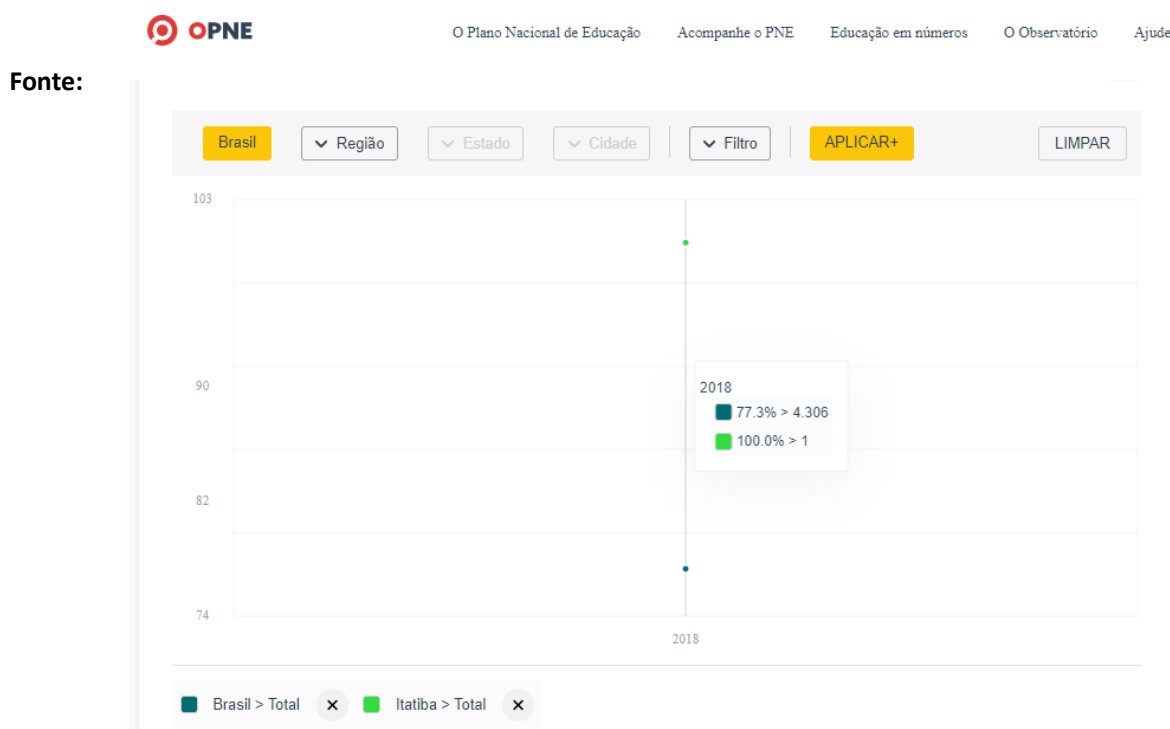 OPNE
O Plano Nacional de Educação Acompanhe o PNE Educação em números O Observatório Ajude
Fonte:
Brasil Região Estado Cidade Filtro APLICAR+ LIMPAR
103
90
82
74
2018
77.3% > 4.306
100.0% > 1
2018
Brasil > Total × Itatiba > Total ×